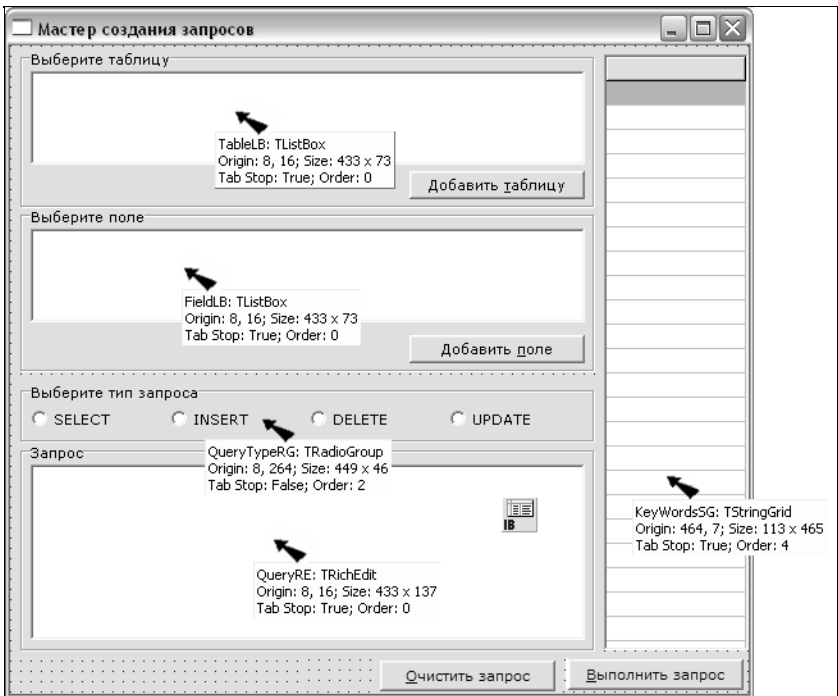 Мастер создания запросов
Выберите таблицу
TableLB: TListBox
Origin: 8, 16; Size: 433 x 73
Tab Stop: True; Order: 0
Добавить таблицу
Выберите поле
FieldLB: TListBox
Origin: 8, 16; Size: 433 x 73
Tab Stop: True; Order: 0
Добавить поле
Выберите тип запроса
SELECT INSERT DELETE UPDATE
QueryTypeRG: TRadioGroup
Origin: 8, 264; Size: 449 x 46
Tab Stop: False; Order: 2
Запрос
IB
KeyWordsSG: TStringGrid
Origin: 464, 7; Size: 113 x 465
Tab Stop: True; Order: 4
QueryRE: TRichEdit
Origin: 8, 16; Size: 433 x 137
Tab Stop: True; Order: 0
Очистить запрос Выполнить запрос